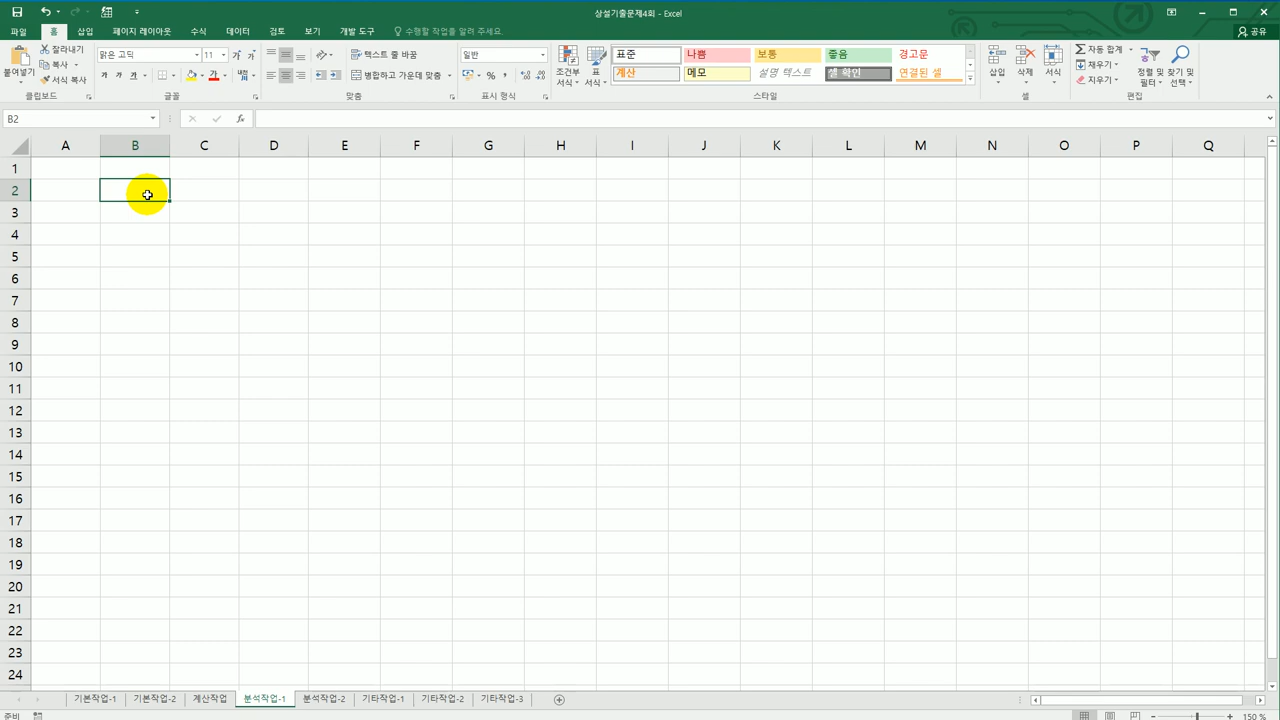 상설기출문제4회 - Excel
파일 홈 삽입 페이지 레이아웃 수식 데이터 검토 보기 개발 도구 수행할 작업을 알려 주세요. 공유
붙여넣기 잘라내기 복사 서식 복사 클립보드
맑은 고딕 11 가 가 가 가 가 가 글꼴
텍스트 줄 바꿈 병합하고 가운데 맞춤 맞춤
일반 % 표시 형식
조건부 서식 표 서식
표준 나쁨 보통 좋음 경고문
계산 메모 설명 텍스트 셀 확인 연결된 셀
스타일
삽입 삭제 서식 셀
자동 합계 채우기 지우기 정렬 및 필터 찾기 및 선택 편집
B2 fx
A B C D E F G H I J K L M N O P Q
1
2
3
4
5
6
7
8
9
10
11
12
13
14
15
16
17
18
19
20
21
22
23
24
기본작업-1 기본작업-2 계산작업 분석작업-1 분석작업-2 기타작업-1 기타작업-2 기타작업-3
준비 150 %